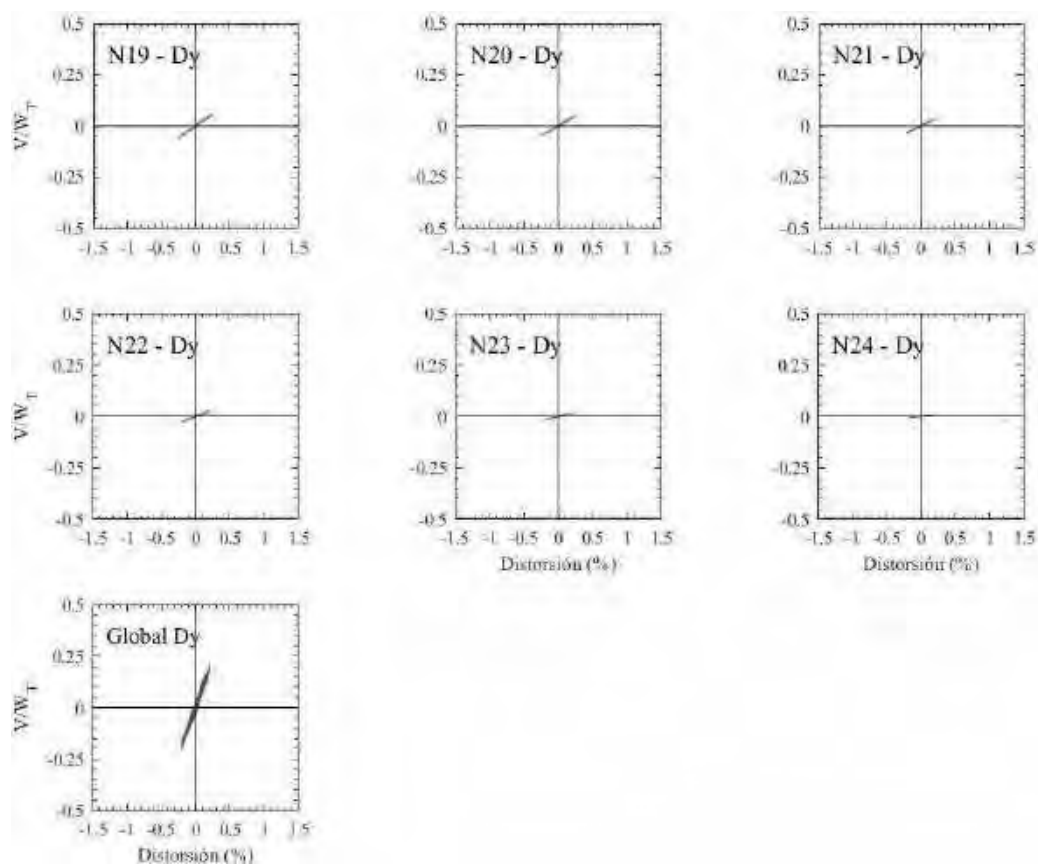 0.5 0.5 0.5
N19 - Dy N20 - Dy N21 - Dy
0.25 0.25 0.25
V/W_T 0 0 0
-0.25 -0.25 -0.25
-0.5 -0.5 -0.5
-1.5 -1 -0.5 0 0.5 1 1.5 -1.5 -1 -0.5 0 0.5 1 1.5 -1.5 -1 -0.5 0 0.5 1 1.5
0.5 0.5 0.5
N22 - Dy N23 - Dy N24 - Dy
0.25 0.25 0.25
V/W_T 0 0 0
-0.25 -0.25 -0.25
-0.5 -0.5 -0.5
-1.5 -1 -0.5 0 0.5 1 1.5 -1.5 -1 -0.5 0 0.5 1 1.5 -1.5 -1 -0.5 0 0.5 1 1.5
Distorsión (%) Distorsión (%)
0.5
Global Dy
0.25
V/W_T 0
-0.25
-0.5
-1.5 -1 -0.5 0 0.5 1 1.5
Distorsión (%)